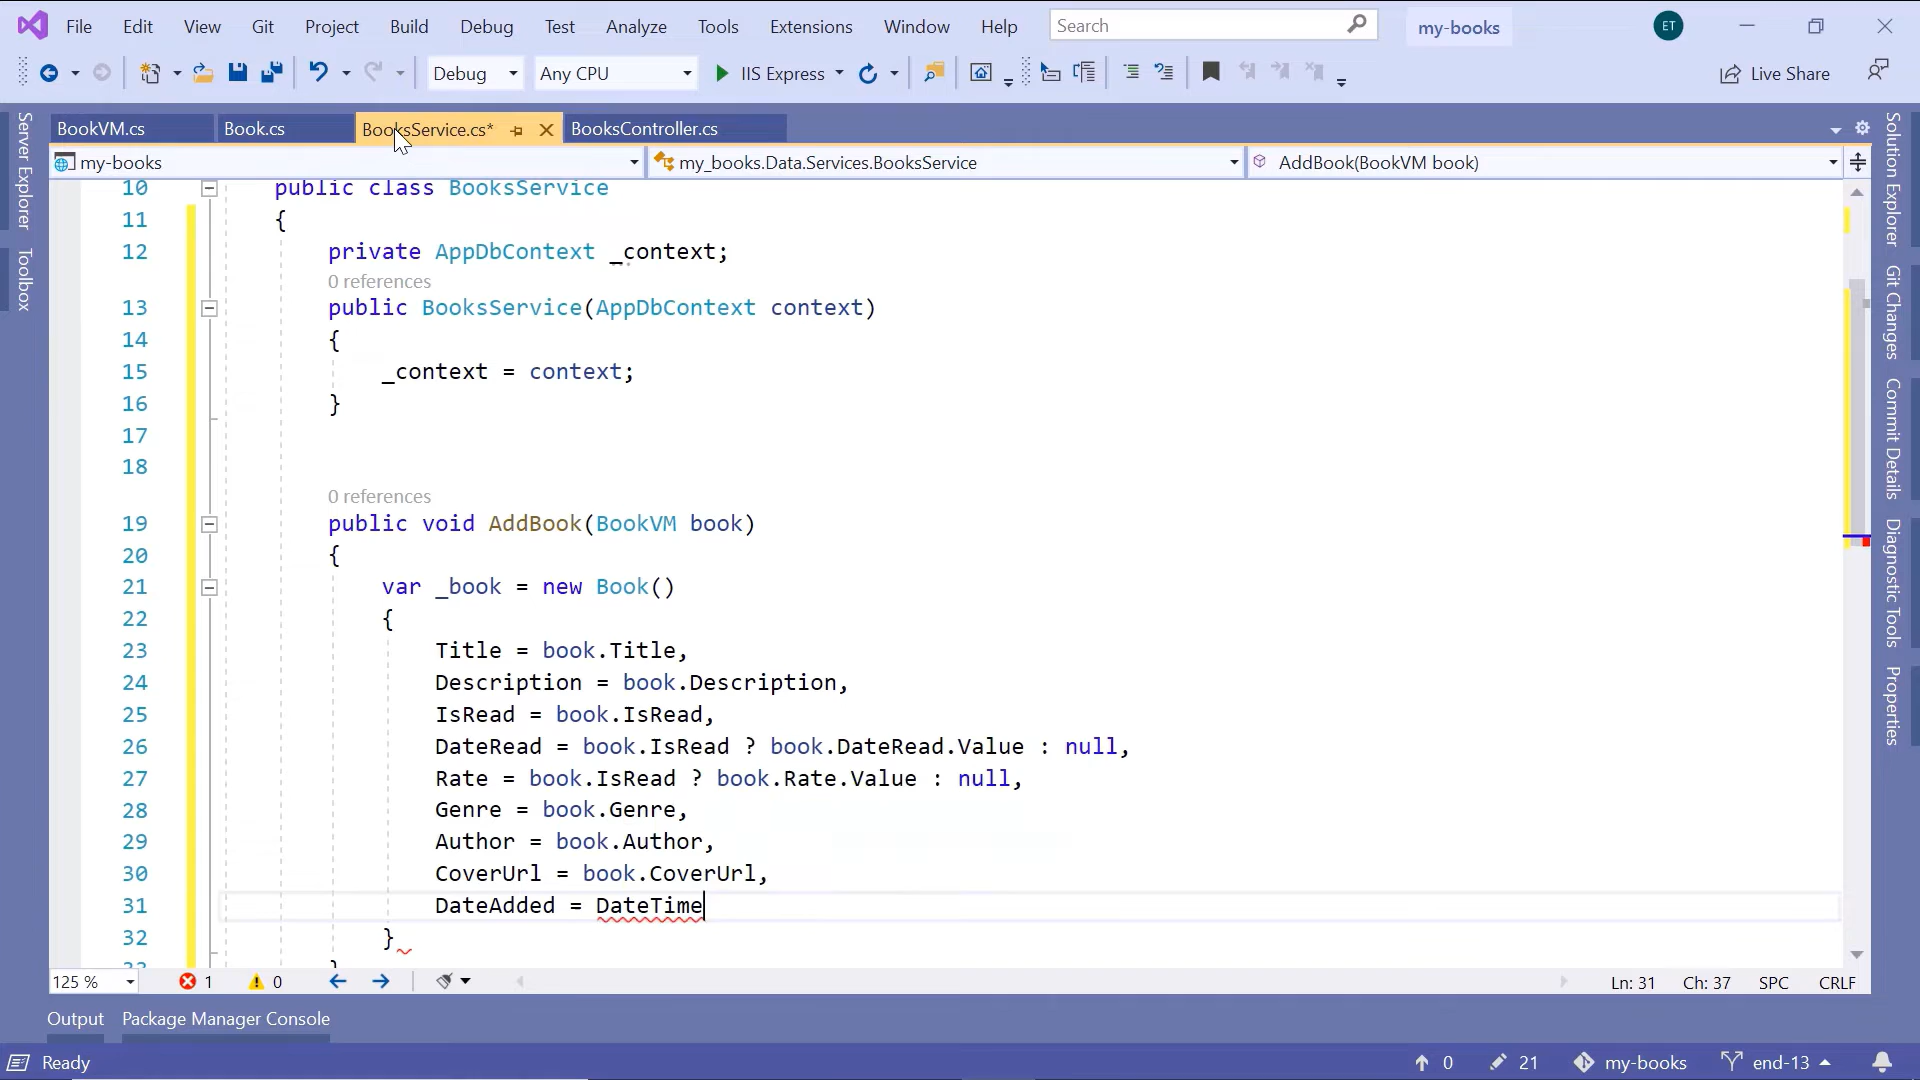 File Edit View Git Project Build Debug Test Analyze Tools Extensions Window Help Search my-books ET
Debug Any CPU IIS Express Live Share
BookVM.cs Book.cs BooksService.cs* BooksController.cs
my-books my_books.Data.Services.BooksService AddBook(BookVM book)
Server Explorer
Toolbox
Solution Explorer
Git Changes
Commit Details
Diagnostic Tools
Properties
10 public class BooksService
11 {
12 private AppDbContext _context;
0 references
13 public BooksService(AppDbContext context)
14 {
15 _context = context;
16 }
17
18
0 references
19 public void AddBook(BookVM book)
20 {
21 var _book = new Book()
22 {
23 Title = book.Title,
24 Description = book.Description,
25 IsRead = book.IsRead,
26 DateRead = book.IsRead ? book.DateRead.Value : null,
27 Rate = book.IsRead ? book.Rate.Value : null,
28 Genre = book.Genre,
29 Author = book.Author,
30 CoverUrl = book.CoverUrl,
31 DateAdded = DateTime
32 }
125 % 1 0 Ln: 31 Ch: 37 SPC CRLF
Output Package Manager Console
Ready 0 21 my-books end-13